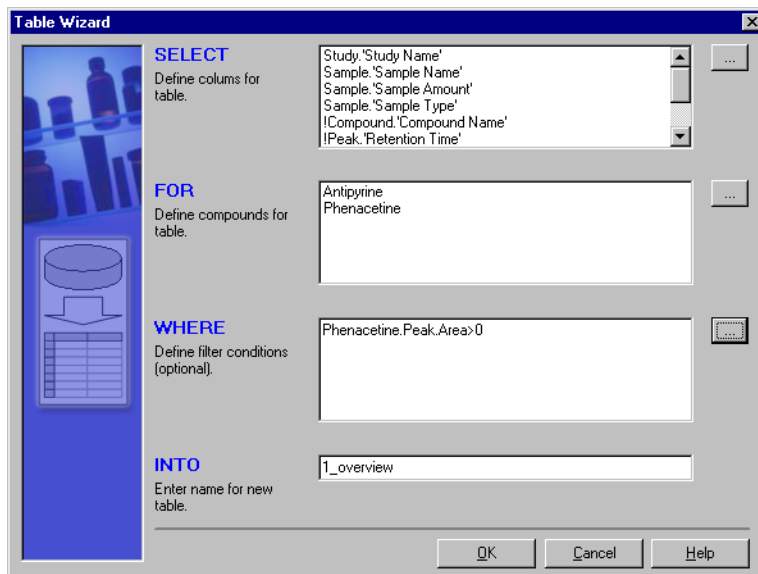 Table Wizard
SELECT
Define colums for
table.
Study.'Study Name'
Sample.'Sample Name'
Sample.'Sample Amount'
Sample.'Sample Type'
!Compound.'Compound Name'
!Peak.'Retention Time'
...
FOR
Define compounds for
table.
Antipyrine
Phenacetine
...
WHERE
Define filter conditions
(optional).
Phenacetine.Peak.Area>0
...
INTO
Enter name for new
table.
1_overview
OK
Cancel
Help